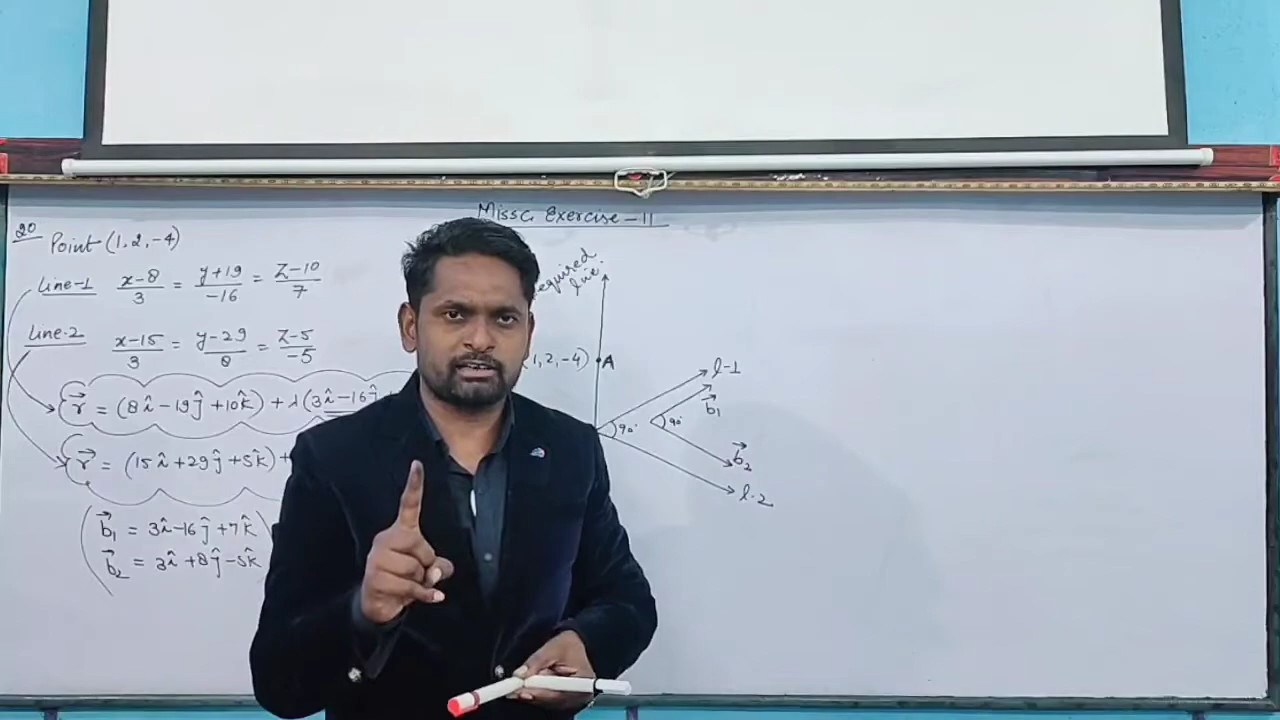 Missc. Exercise - 11
20 Point (1, 2, -4)
Line-1 x-8/3 = y+19/-16 = z-10/7
Line-2 x-15/3 = y-29/8 = z-5/-5
r⃗ = (8î-19ĵ+10k̂) + λ(3î-16ĵ
r⃗ = (15î+29ĵ+5k̂) +
b⃗₁ = 3î-16ĵ+7k̂
b⃗₂ = 3î+8ĵ-5k̂
line
(1, 2, -4) A
l-1
b⃗₁
90°
90°
b⃗₂
l-2